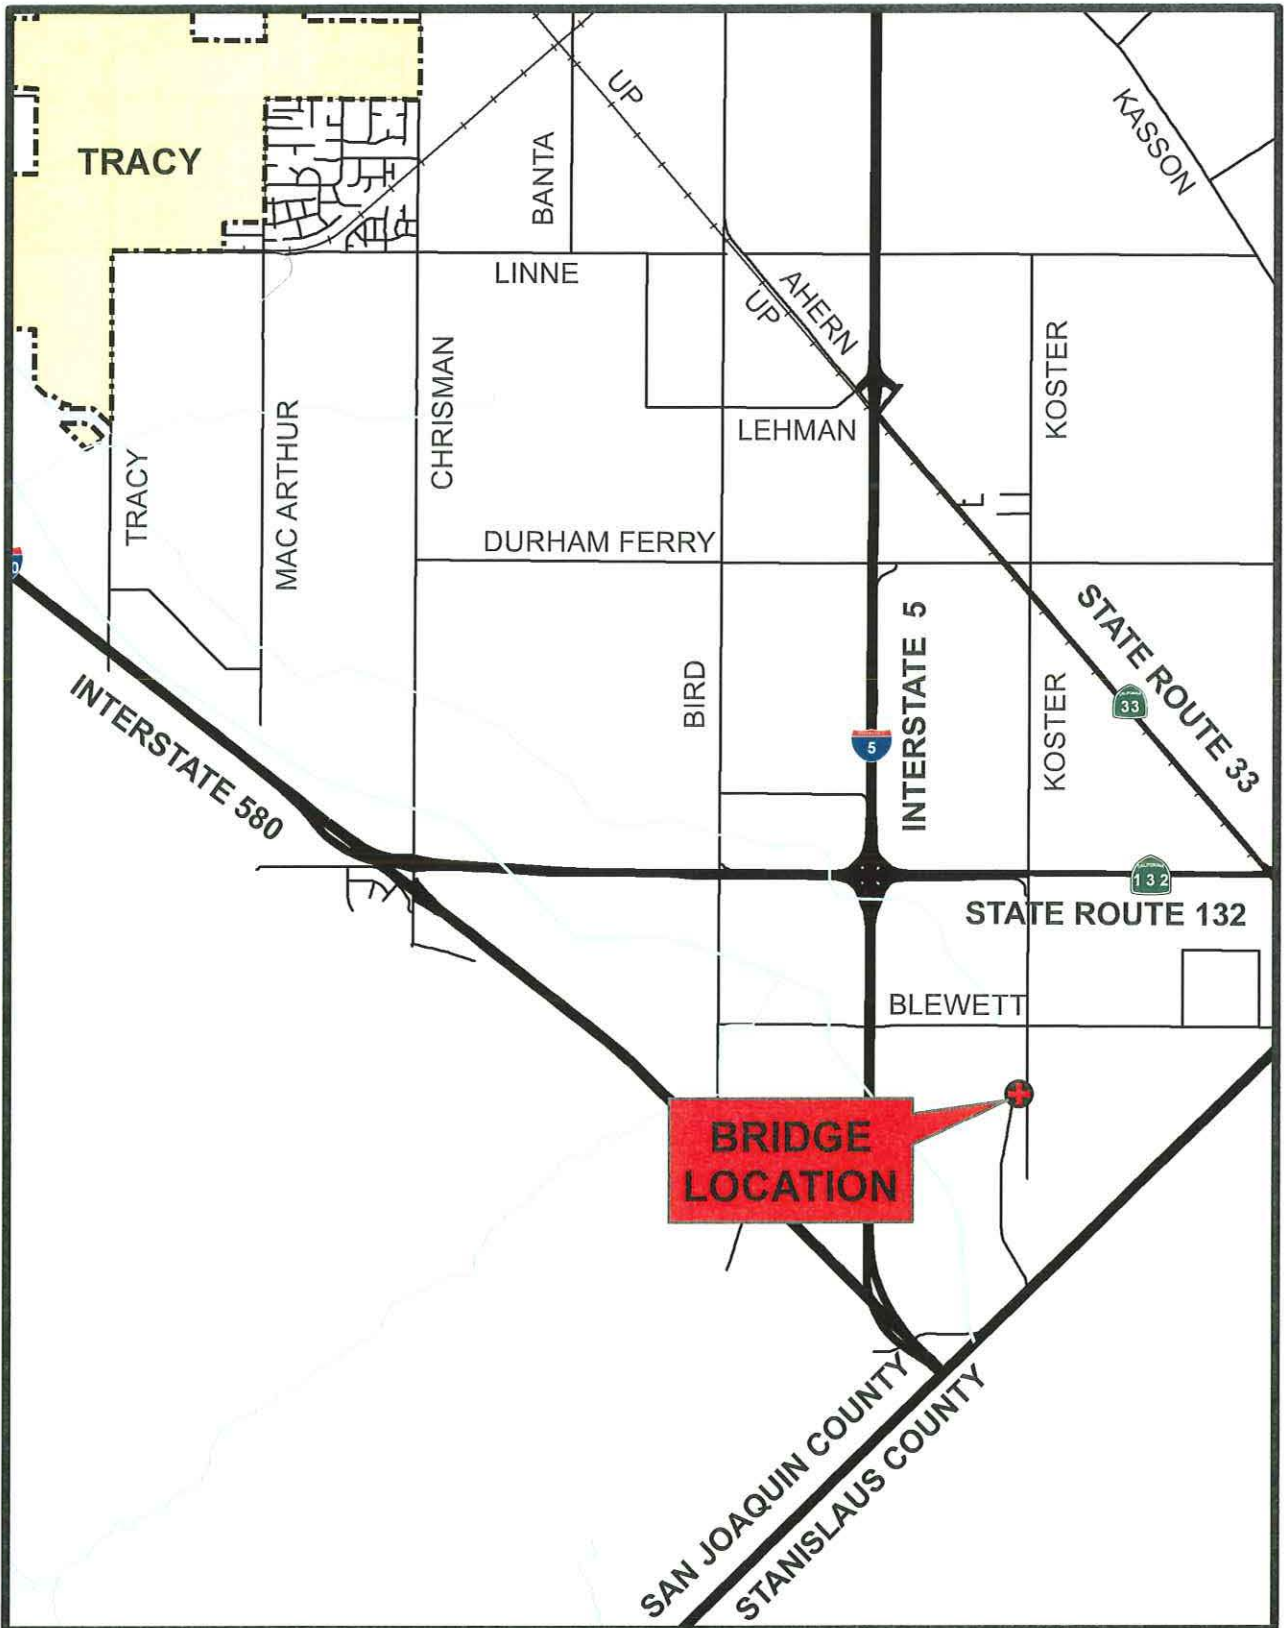 UP
KASSON
TRACY
BANTA
LINNE
AHERN
UP
KOSTER
CHRISMAN
MAC ARTHUR
LEHMAN
TRACY
DURHAM FERRY
STATE ROUTE 33
INTERSTATE 5
BIRD
KOSTER
33
INTERSTATE 580
5
CALIFORNIA
132
STATE ROUTE 132
BLEWETT
BRIDGE
LOCATION
SAN JOAQUIN COUNTY
STANISLAUS COUNTY